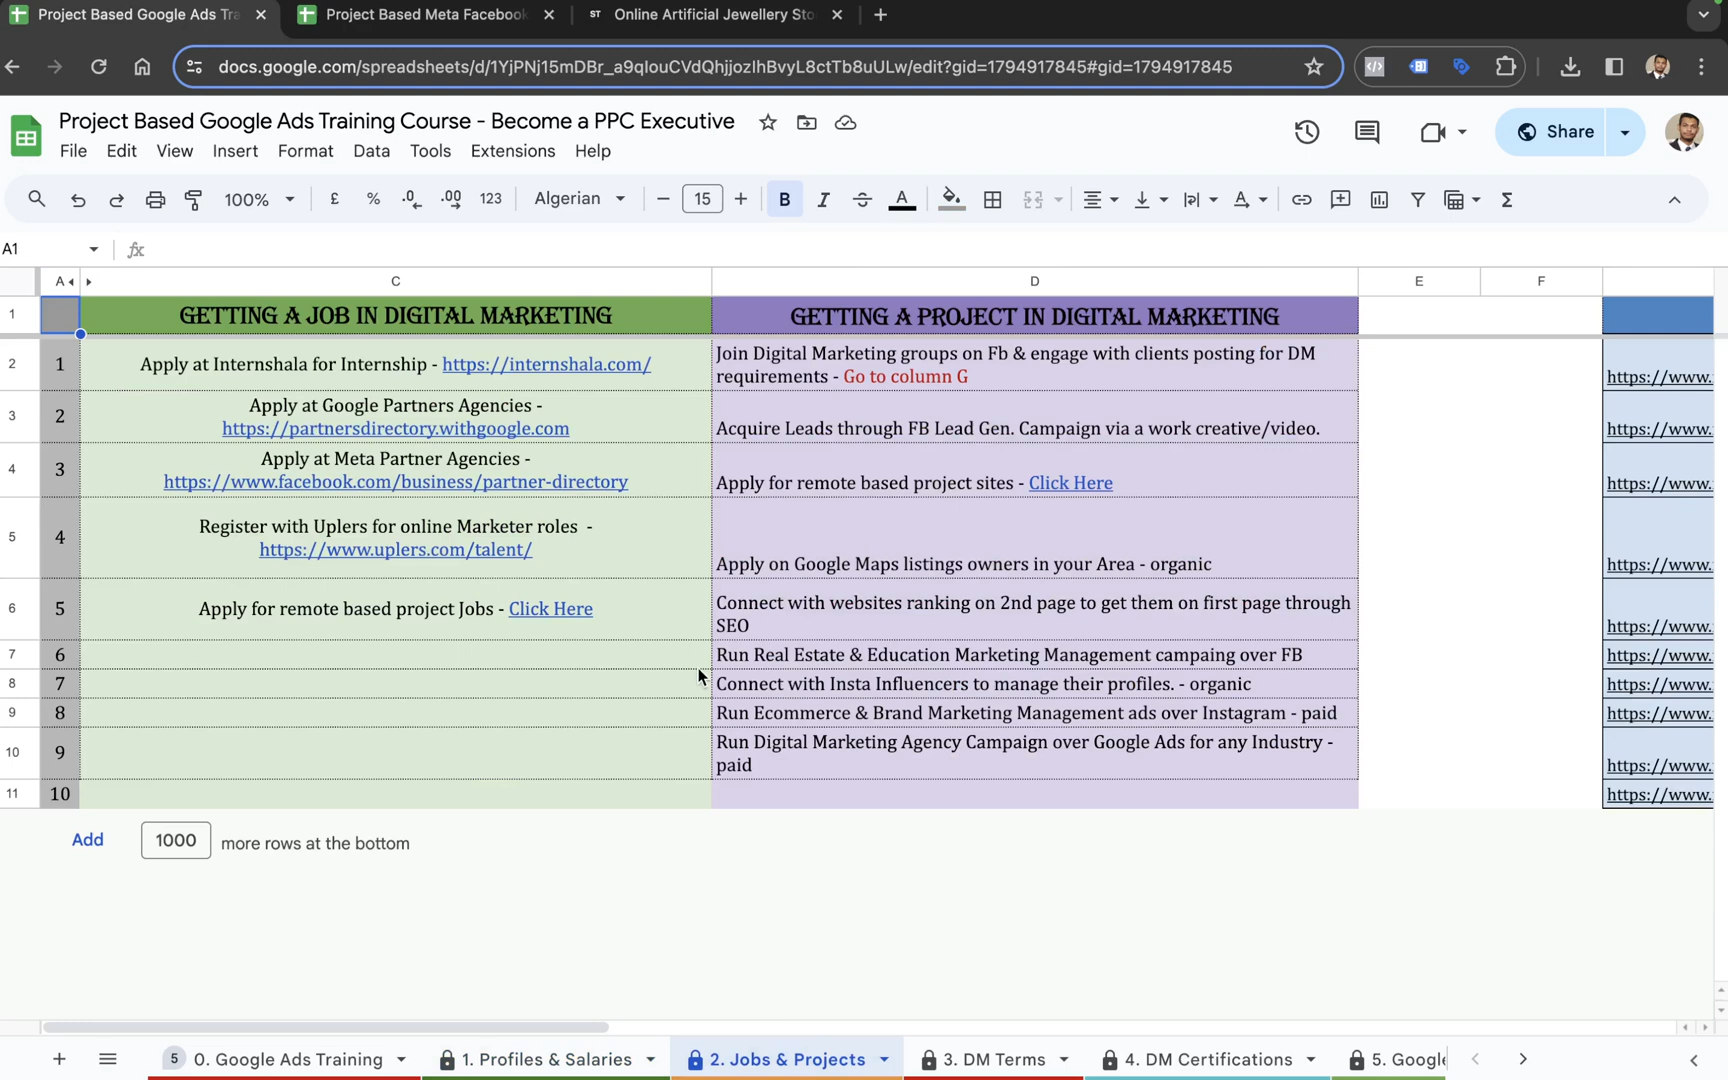 Project Based Google Ads Tra
Project Based Meta Facebook
ST Online Artificial Jewellery Sto
docs.google.com/spreadsheets/d/1YjPNj15mDBr_a9qIouCVdQhjjozIhBvyL8ctTb8uULw/edit?gid=1794917845#gid=1794917845
Project Based Google Ads Training Course - Become a PPC Executive
File Edit View Insert Format Data Tools Extensions Help
Share
100% £ % .0 .00 123 Algerian 15 B I S A
A1 fx
A C D E F
1 GETTING A JOB IN DIGITAL MARKETING GETTING A PROJECT IN DIGITAL MARKETING
2 1 Apply at Internshala for Internship - https://internshala.com/
Join Digital Marketing groups on Fb & engage with clients posting for DM
requirements - Go to column G
https://www.
3 2 Apply at Google Partners Agencies -
https://partnersdirectory.withgoogle.com
Acquire Leads through FB Lead Gen. Campaign via a work creative/video.
https://www.
4 3 Apply at Meta Partner Agencies -
https://www.facebook.com/business/partner-directory
Apply for remote based project sites - Click Here
https://www.
5 4 Register with Uplers for online Marketer roles -
https://www.uplers.com/talent/
Apply on Google Maps listings owners in your Area - organic
https://www.
6 5 Apply for remote based project Jobs - Click Here
Connect with websites ranking on 2nd page to get them on first page through
SEO
https://www.
7 6 Run Real Estate & Education Marketing Management campaing over FB https://www.
8 7 Connect with Insta Influencers to manage their profiles. - organic https://www.
9 8 Run Ecommerce & Brand Marketing Management ads over Instagram - paid https://www.
10 9 Run Digital Marketing Agency Campaign over Google Ads for any Industry -
paid
https://www.
11 10 https://www.
Add 1000 more rows at the bottom
5 0. Google Ads Training 1. Profiles & Salaries 2. Jobs & Projects 3. DM Terms 4. DM Certifications 5. Google